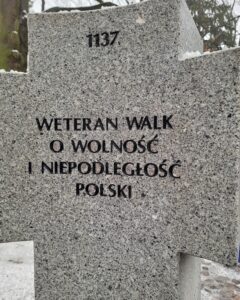 1137.
WETERAN WALK
O WOLNOŚĆ
I NIEPODLEGŁOŚĆ
POLSKI